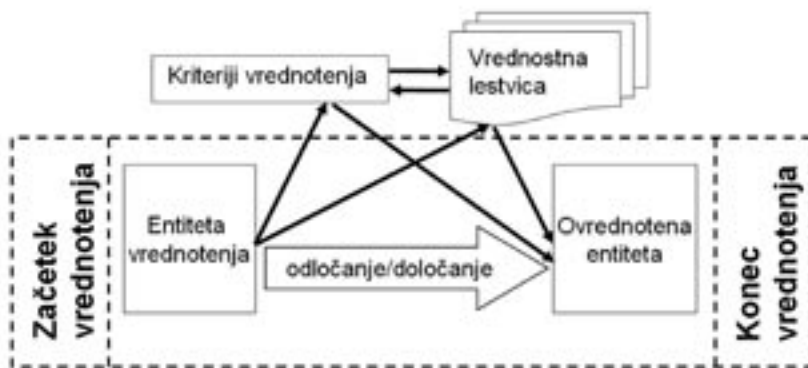 Kriteriji vrednotenja
Vrednostna
lestvica
Začetek
vrednotenja
Entiteta
vrednotenja
odločanje/določanje
Ovrednotena
entiteta
Konec
vrednotenja